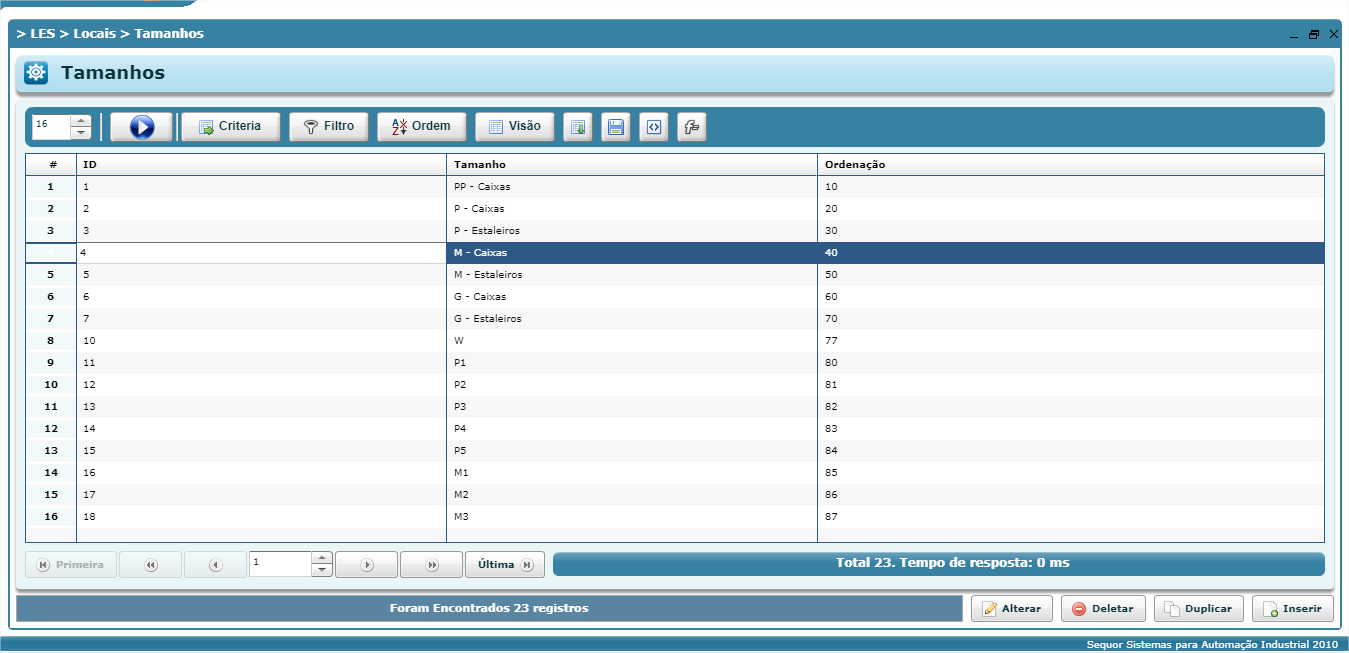 > LES > Locais > Tamanhos
Tamanhos
16 Criteria Filtro Ordem Visão
# ID Tamanho Ordenação
1 1 PP - Caixas 10
2 2 P - Caixas 20
3 3 P - Estaleiros 30
4 M - Caixas 40
5 5 M - Estaleiros 50
6 6 G - Caixas 60
7 7 G - Estaleiros 70
8 10 W 77
9 11 P1 80
10 12 P2 81
11 13 P3 82
12 14 P4 83
13 15 P5 84
14 16 M1 85
15 17 M2 86
16 18 M3 87
Primeira 1 Última Total 23. Tempo de resposta: 0 ms
Foram Encontrados 23 registros Alterar Deletar Duplicar Inserir
Sequor Sistemas para Automação Industrial 2010